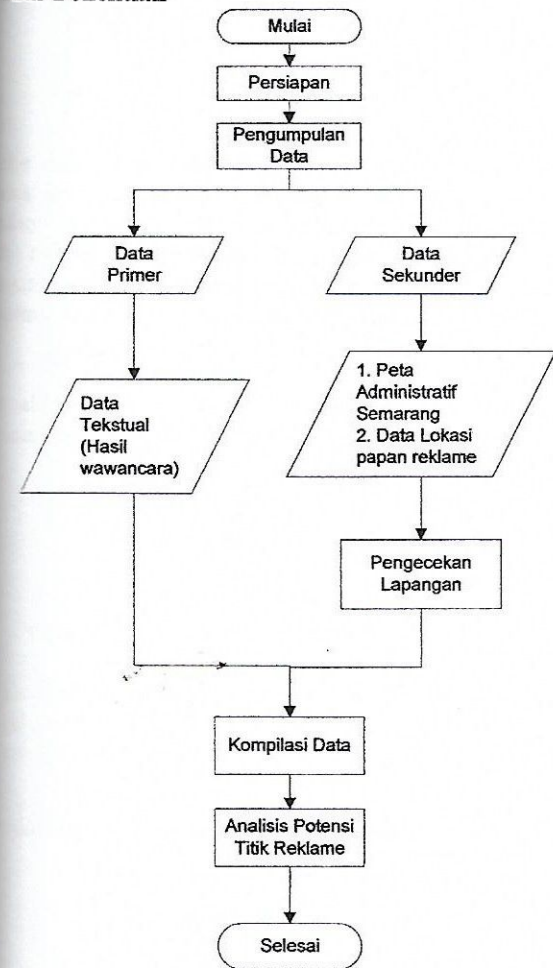 Mulai
Persiapan
Pengumpulan
Data
Data
Primer
Data
Sekunder
Data
Tekstual
(Hasil
wawancara)
1. Peta
Administratif
Semarang
2. Data Lokasi
papan reklame
Pengecekan
Lapangan
Kompilasi Data
Analisis Potensi
Titik Reklame
Selesai